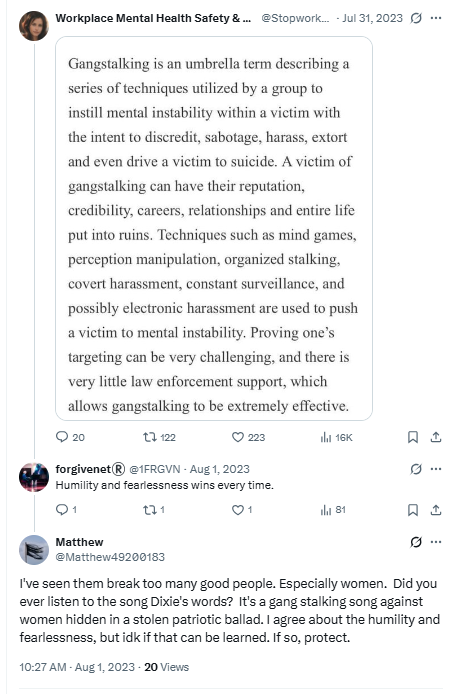 Workplace Mental Health Safety & ... @Stopwork... · Jul 31, 2023
Gangstalking is an umbrella term describing a
series of techniques utilized by a group to
instill mental instability within a victim with
the intent to discredit, sabotage, harass, extort
and even drive a victim to suicide. A victim of
gangstalking can have their reputation,
credibility, careers, relationships and entire life
put into ruins. Techniques such as mind games,
perception manipulation, organized stalking,
covert harassment, constant surveillance, and
possibly electronic harassment are used to push
a victim to mental instability. Proving one’s
targeting can be very challenging, and there is
very little law enforcement support, which
allows gangstalking to be extremely effective.
20 122 223 16K
forgivenet® @1FRGVN · Aug 1, 2023
Humility and fearlessness wins every time.
1 1 1 81
Matthew
@Matthew49200183
I've seen them break too many good people. Especially women. Did you
ever listen to the song Dixie's words? It's a gang stalking song against
women hidden in a stolen patriotic ballad. I agree about the humility and
fearlessness, but idk if that can be learned. If so, protect.
10:27 AM · Aug 1, 2023 · 20 Views